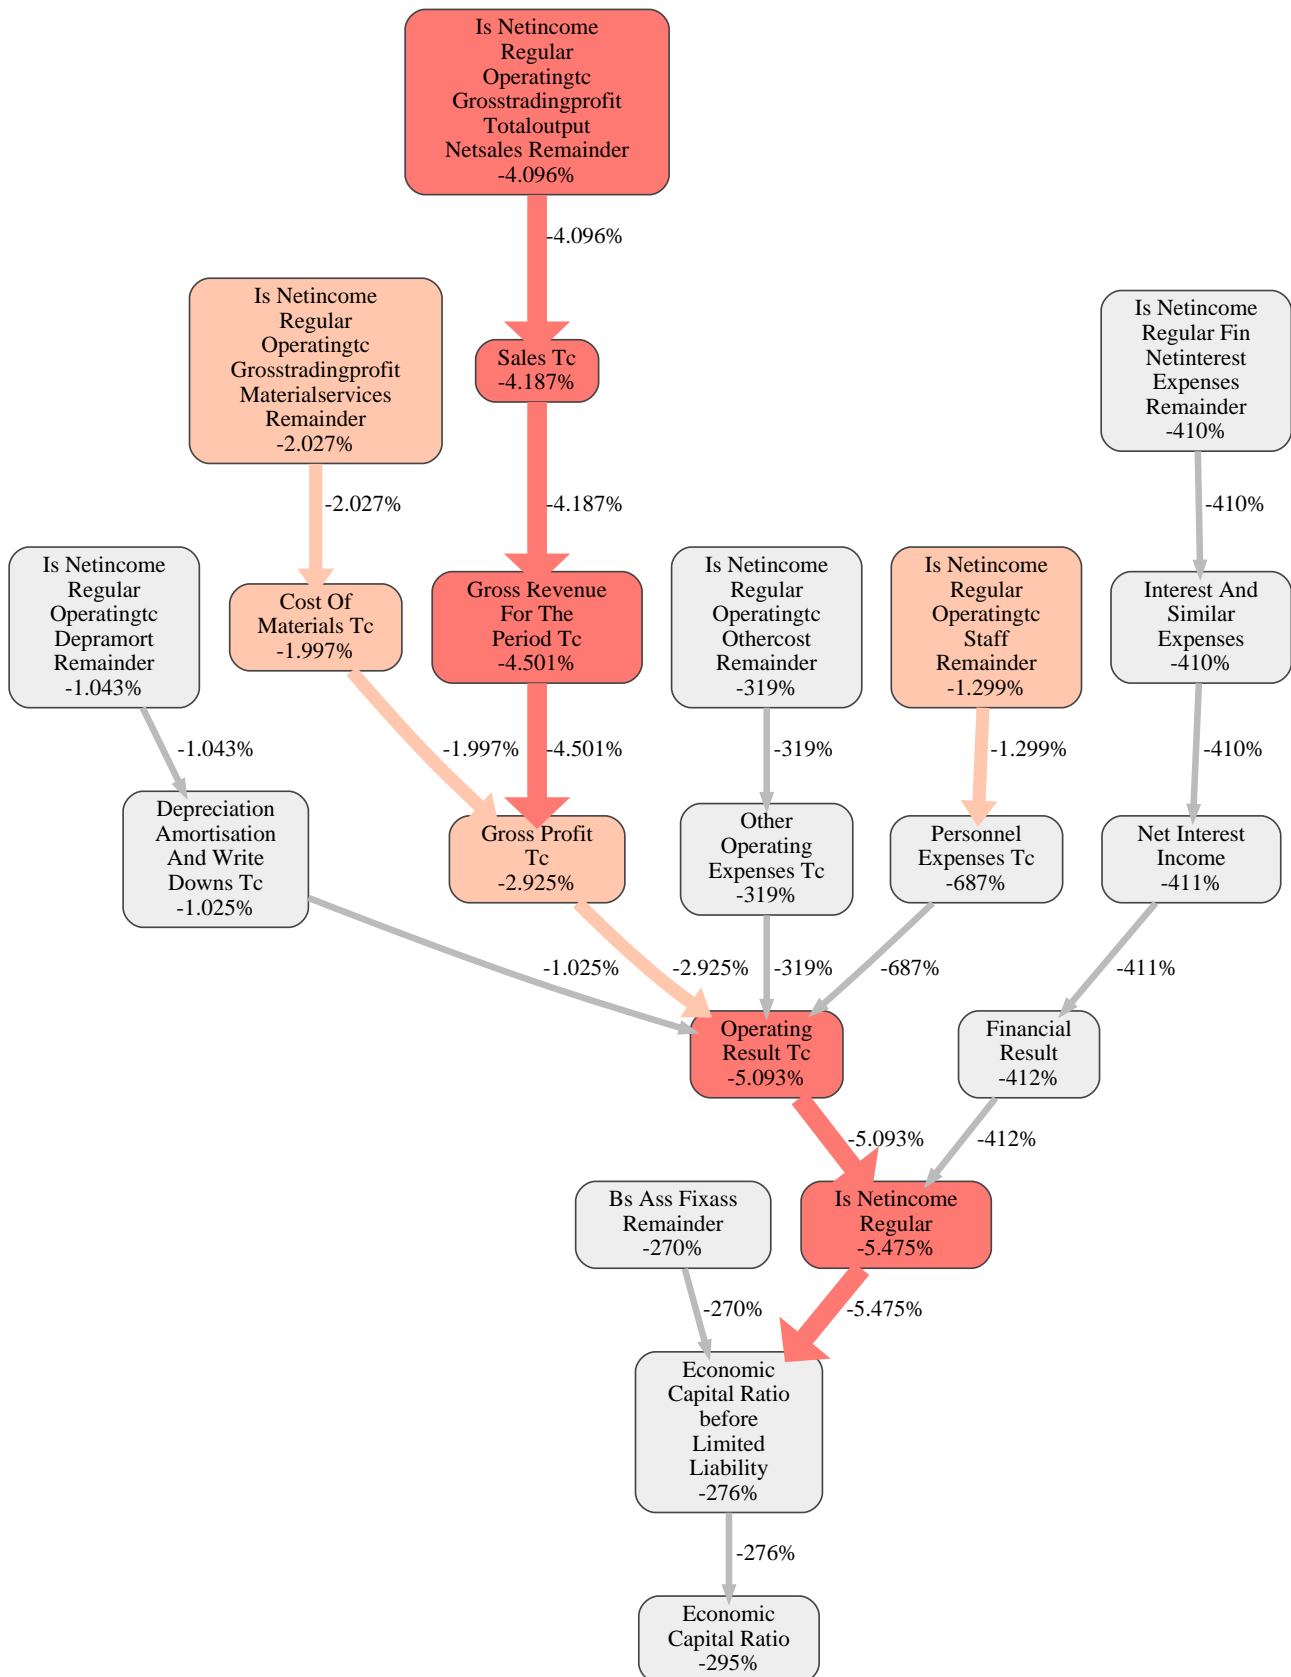 Is Netincome
Regular
Operatingtc
Grosstradingprofit
Totaloutput
Netsales Remainder
-4.096%
-4.096%
Is Netincome
Regular
Operatingtc
Grosstradingprofit
Materialservices
Remainder
-2.027%
Sales Tc
-4.187%
Is Netincome
Regular Fin
Netinterest
Expenses
Remainder
-410%
-2.027%
-4.187%
-410%
Is Netincome
Regular
Operatingtc
Depramort
Remainder
-1.043%
Cost Of
Materials Tc
-1.997%
Gross Revenue
For The
Period Tc
-4.501%
Is Netincome
Regular
Operatingtc
Othercost
Remainder
-319%
Is Netincome
Regular
Operatingtc
Staff
Remainder
-1.299%
Interest And
Similar
Expenses
-410%
-1.043%
-1.997%
-4.501%
-319%
-1.299%
-410%
Depreciation
Amortisation
And Write
Downs Tc
-1.025%
Gross Profit
Tc
-2.925%
Other
Operating
Expenses Tc
-319%
Personnel
Expenses Tc
-687%
Net Interest
Income
-411%
-1.025%
-2.925%
-319%
-687%
-411%
Operating
Result Tc
-5.093%
Financial
Result
-412%
-5.093%
-412%
Bs Ass Fixass
Remainder
-270%
Is Netincome
Regular
-5.475%
-270%
-5.475%
Economic
Capital Ratio
before
Limited
Liability
-276%
-276%
Economic
Capital Ratio
-295%